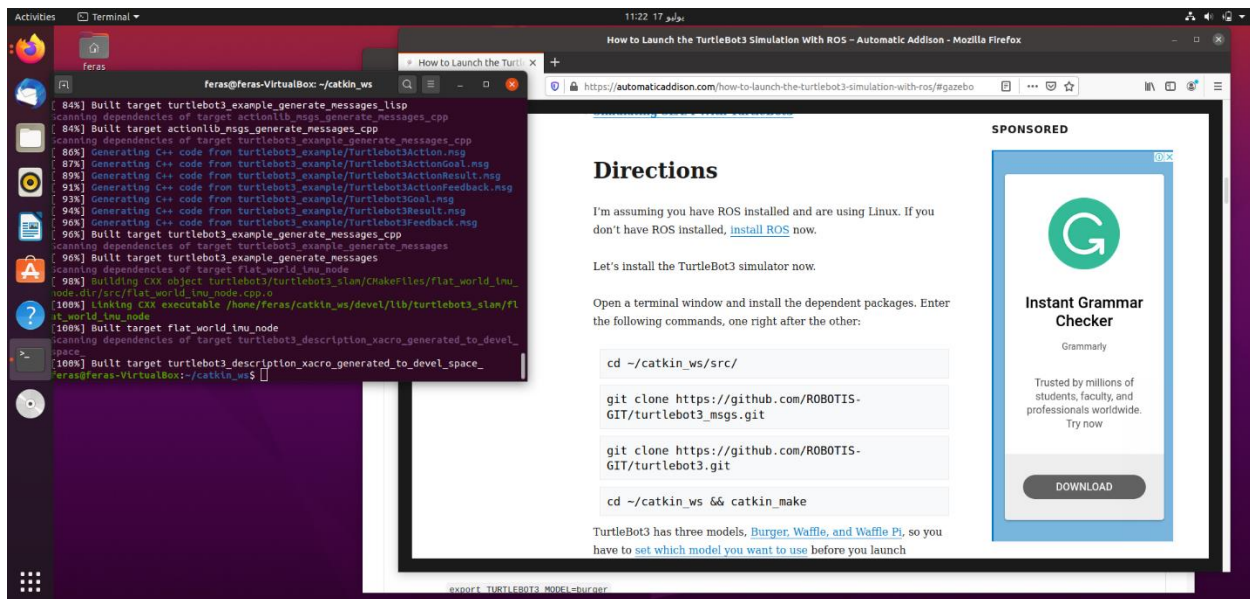 Activities
Terminal
11:22 17 يوليو
feras
feras@feras-VirtualBox: ~/catkin_ws
[ 84%] Built target turtlebot3_example_generate_messages_lisp
Scanning dependencies of target actionlib_msgs_generate_messages_cpp
[ 84%] Built target actionlib_msgs_generate_messages_cpp
Scanning dependencies of target turtlebot3_example_generate_messages_cpp
[ 86%] Generating C++ code from turtlebot3_example/Turtlebot3Action.msg
[ 87%] Generating C++ code from turtlebot3_example/Turtlebot3ActionGoal.msg
[ 89%] Generating C++ code from turtlebot3_example/Turtlebot3ActionResult.msg
[ 91%] Generating C++ code from turtlebot3_example/Turtlebot3ActionFeedback.msg
[ 93%] Generating C++ code from turtlebot3_example/Turtlebot3Goal.msg
[ 94%] Generating C++ code from turtlebot3_example/Turtlebot3Result.msg
[ 96%] Generating C++ code from turtlebot3_example/Turtlebot3Feedback.msg
[ 96%] Built target turtlebot3_example_generate_messages_cpp
Scanning dependencies of target turtlebot3_example_generate_messages
[ 96%] Built target turtlebot3_example_generate_messages
Scanning dependencies of target flat_world_imu_node
[ 98%] Building CXX object turtlebot3/turtlebot3_slam/CMakeFiles/flat_world_imu_
node.dir/src/flat_world_imu_node.cpp.o
[100%] Linking CXX executable /home/feras/catkin_ws/devel/lib/turtlebot3_slam/fl
at_world_imu_node
[100%] Built target flat_world_imu_node
Scanning dependencies of target turtlebot3_description_xacro_generated_to_devel_
space_
[100%] Built target turtlebot3_description_xacro_generated_to_devel_space_
feras@feras-VirtualBox:~/catkin_ws$
How to Launch the TurtleBot3 Simulation With ROS – Automatic Addison - Mozilla Firefox
How to Launch the Turtl
https://automaticaddison.com/how-to-launch-the-turtlebot3-simulation-with-ros/#gazebo
Directions
I'm assuming you have ROS installed and are using Linux. If you
don't have ROS installed, install ROS now.
Let's install the TurtleBot3 simulator now.
Open a terminal window and install the dependent packages. Enter
the following commands, one right after the other:
cd ~/catkin_ws/src/
git clone https://github.com/ROBOTIS-
GIT/turtlebot3_msgs.git
git clone https://github.com/ROBOTIS-
GIT/turtlebot3.git
cd ~/catkin_ws && catkin_make
TurtleBot3 has three models, Burger, Waffle, and Waffle Pi, so you
have to set which model you want to use before you launch
SPONSORED
Instant Grammar
Checker
Grammarly
Trusted by millions of
students, faculty, and
professionals worldwide.
Try now
DOWNLOAD
export TURTLEBOT3_MODEL=burger